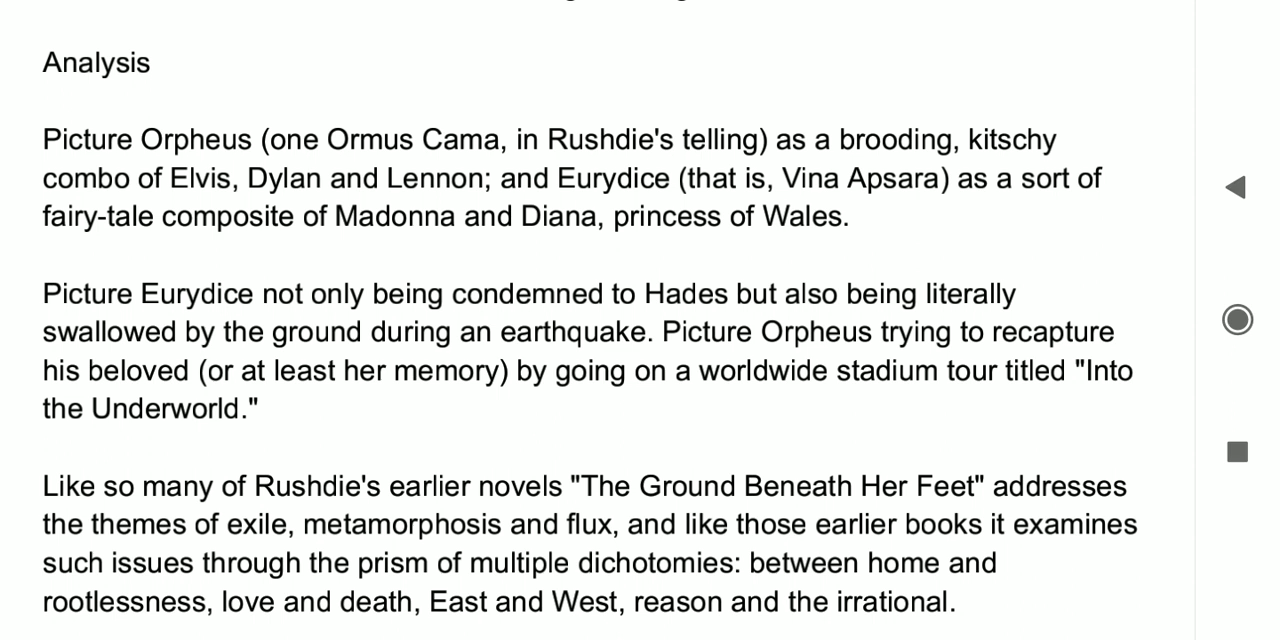 Analysis
Picture Orpheus (one Ormus Cama, in Rushdie's telling) as a brooding, kitschy
combo of Elvis, Dylan and Lennon; and Eurydice (that is, Vina Apsara) as a sort of
fairy-tale composite of Madonna and Diana, princess of Wales.
Picture Eurydice not only being condemned to Hades but also being literally
swallowed by the ground during an earthquake. Picture Orpheus trying to recapture
his beloved (or at least her memory) by going on a worldwide stadium tour titled "Into
the Underworld."
Like so many of Rushdie's earlier novels "The Ground Beneath Her Feet" addresses
the themes of exile, metamorphosis and flux, and like those earlier books it examines
such issues through the prism of multiple dichotomies: between home and
rootlessness, love and death, East and West, reason and the irrational.